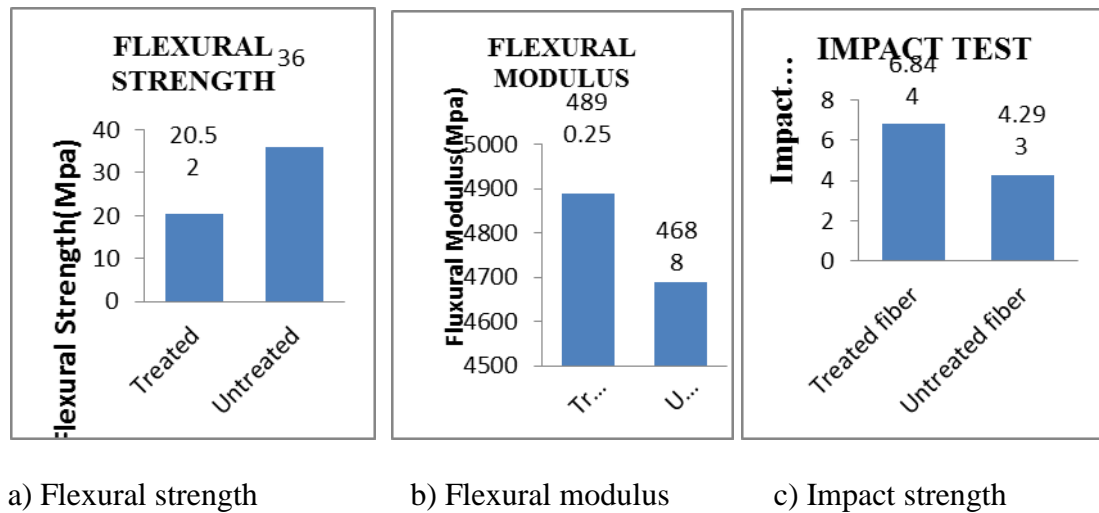 FLEXURAL
STRENGTH
36
20.5
2
40
30
20
10
0
Flexural Strength(Mpa)
Treated
Untreated
FLEXURAL
MODULUS
489
0.25
468
8
5000
4900
4800
4700
4600
4500
Fluxural Modulus(Mpa)
Tr...
U...
IMPACT TEST
6.84
4
4.29
3
8
6
4
2
0
Impact...
Treated fiber
Untreated fiber
a) Flexural strength
b) Flexural modulus
c) Impact strength